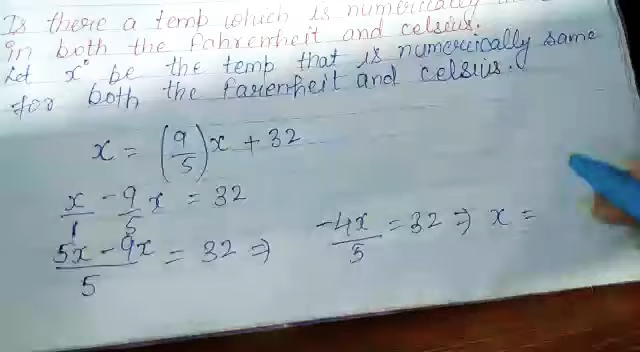 Is there a temp which is numerically
in both the Fahrenheit and celsius.
Let x° be the temp that is numerically same
for both the farenheit and celsius.
x = (9/5)x + 32
x/1 - 9/5 x = 32
(5x - 9x)/5 = 32 ⇒ -4x/5 = 32 ⇒ x =